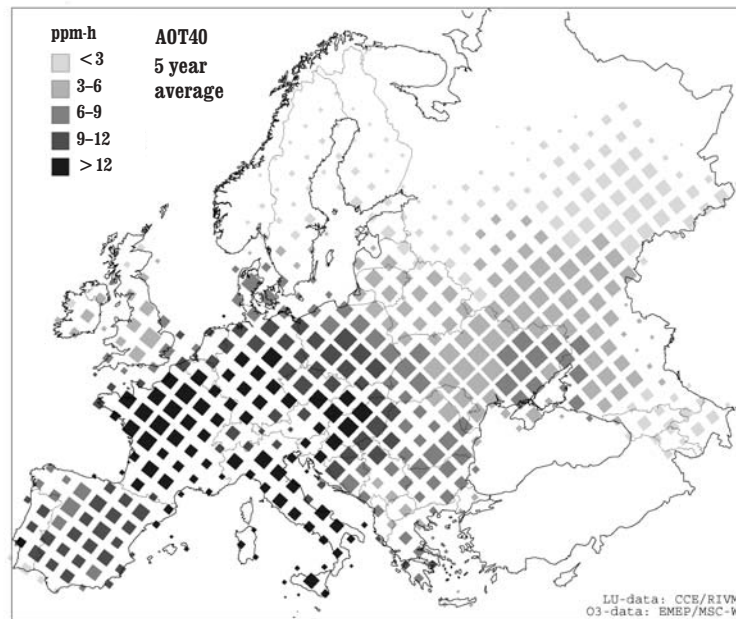 ppm-h
<3
3–6
6–9
9–12
>12
AOT40
5 year
average
LU-data: CCE/RIVM
O3-data: EMEP/MSC-W